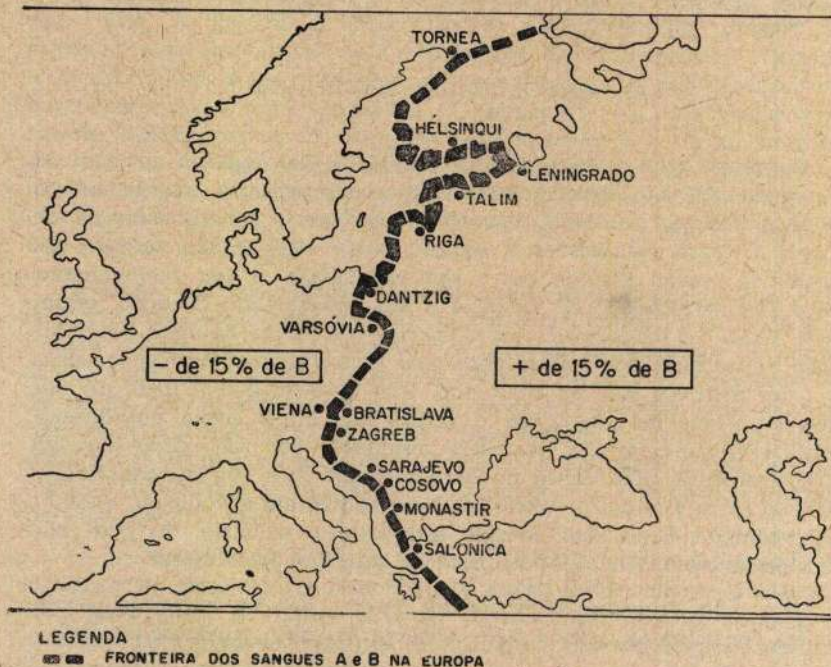 TORNEA
HÉLSINQUI
LENINGRADO
TALIM
RIGA
DANTZIG
VARSÓVIA
− de 15% de B
+ de 15% de B
VIENA
BRATISLAVA
ZAGREB
SARAJEVO
COSOVO
MONASTIR
SALONICA
LEGENDA
FRONTEIRA DOS SANGUES A e B NA EUROPA